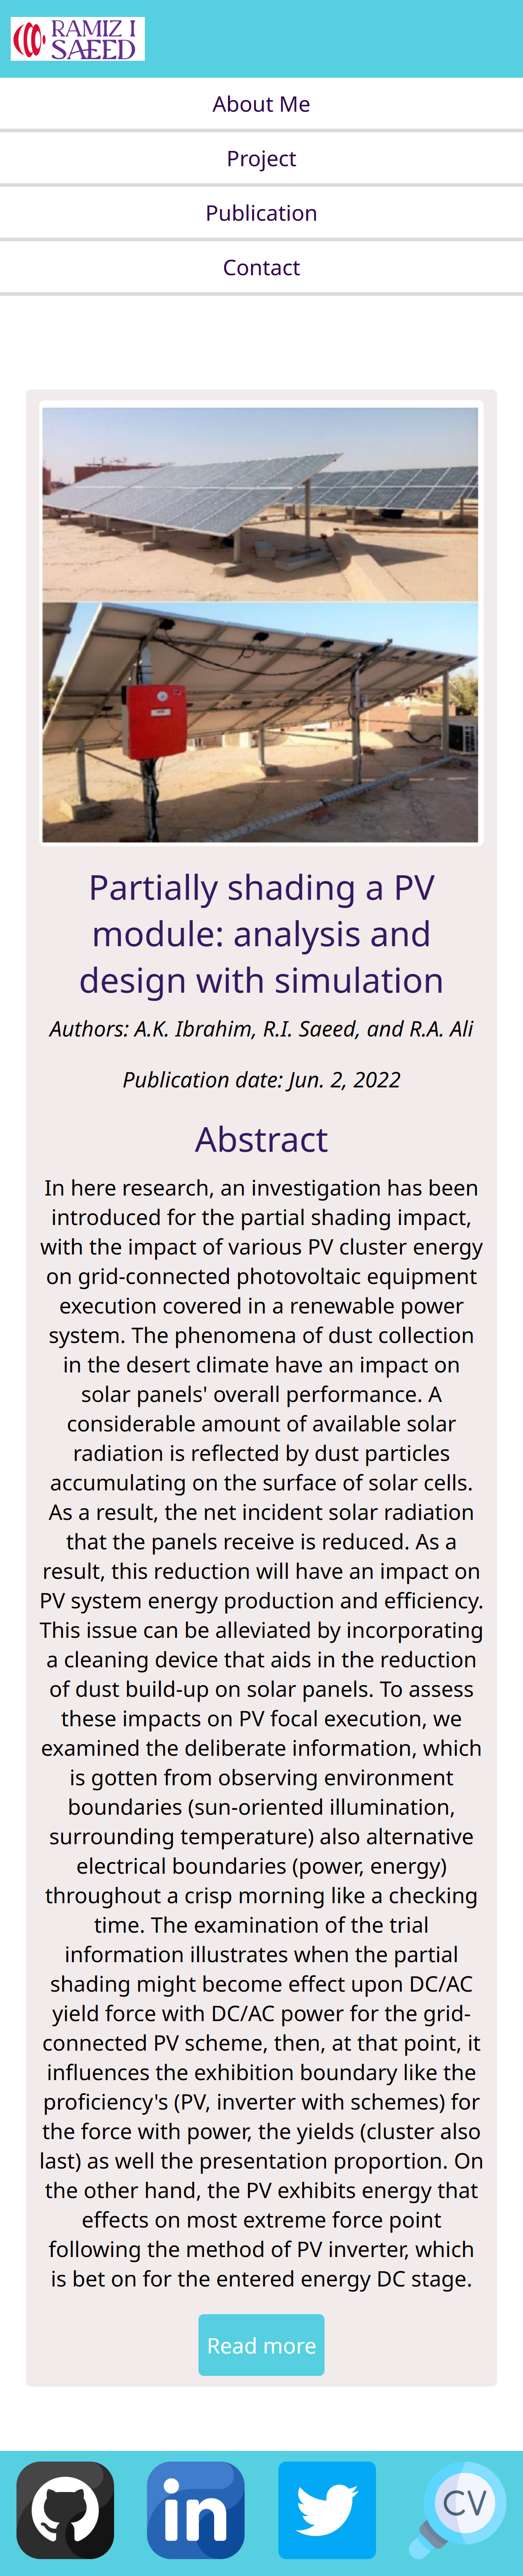 RAMIZ I
SAEED
About Me
Project
Publication
Contact
Partially shading a PV
module: analysis and
design with simulation
Authors: A.K. Ibrahim, R.I. Saeed, and R.A. Ali
Publication date: Jun. 2, 2022
Abstract
In here research, an investigation has been
introduced for the partial shading impact,
with the impact of various PV cluster energy
on grid-connected photovoltaic equipment
execution covered in a renewable power
system. The phenomena of dust collection
in the desert climate have an impact on
solar panels' overall performance. A
considerable amount of available solar
radiation is reflected by dust particles
accumulating on the surface of solar cells.
As a result, the net incident solar radiation
that the panels receive is reduced. As a
result, this reduction will have an impact on
PV system energy production and efficiency.
This issue can be alleviated by incorporating
a cleaning device that aids in the reduction
of dust build-up on solar panels. To assess
these impacts on PV focal execution, we
examined the deliberate information, which
is gotten from observing environment
boundaries (sun-oriented illumination,
surrounding temperature) also alternative
electrical boundaries (power, energy)
throughout a crisp morning like a checking
time. The examination of the trial
information illustrates when the partial
shading might become effect upon DC/AC
yield force with DC/AC power for the grid-
connected PV scheme, then, at that point, it
influences the exhibition boundary like the
proficiency's (PV, inverter with schemes) for
the force with power, the yields (cluster also
last) as well the presentation proportion. On
the other hand, the PV exhibits energy that
effects on most extreme force point
following the method of PV inverter, which
is bet on for the entered energy DC stage.
Read more
in
CV